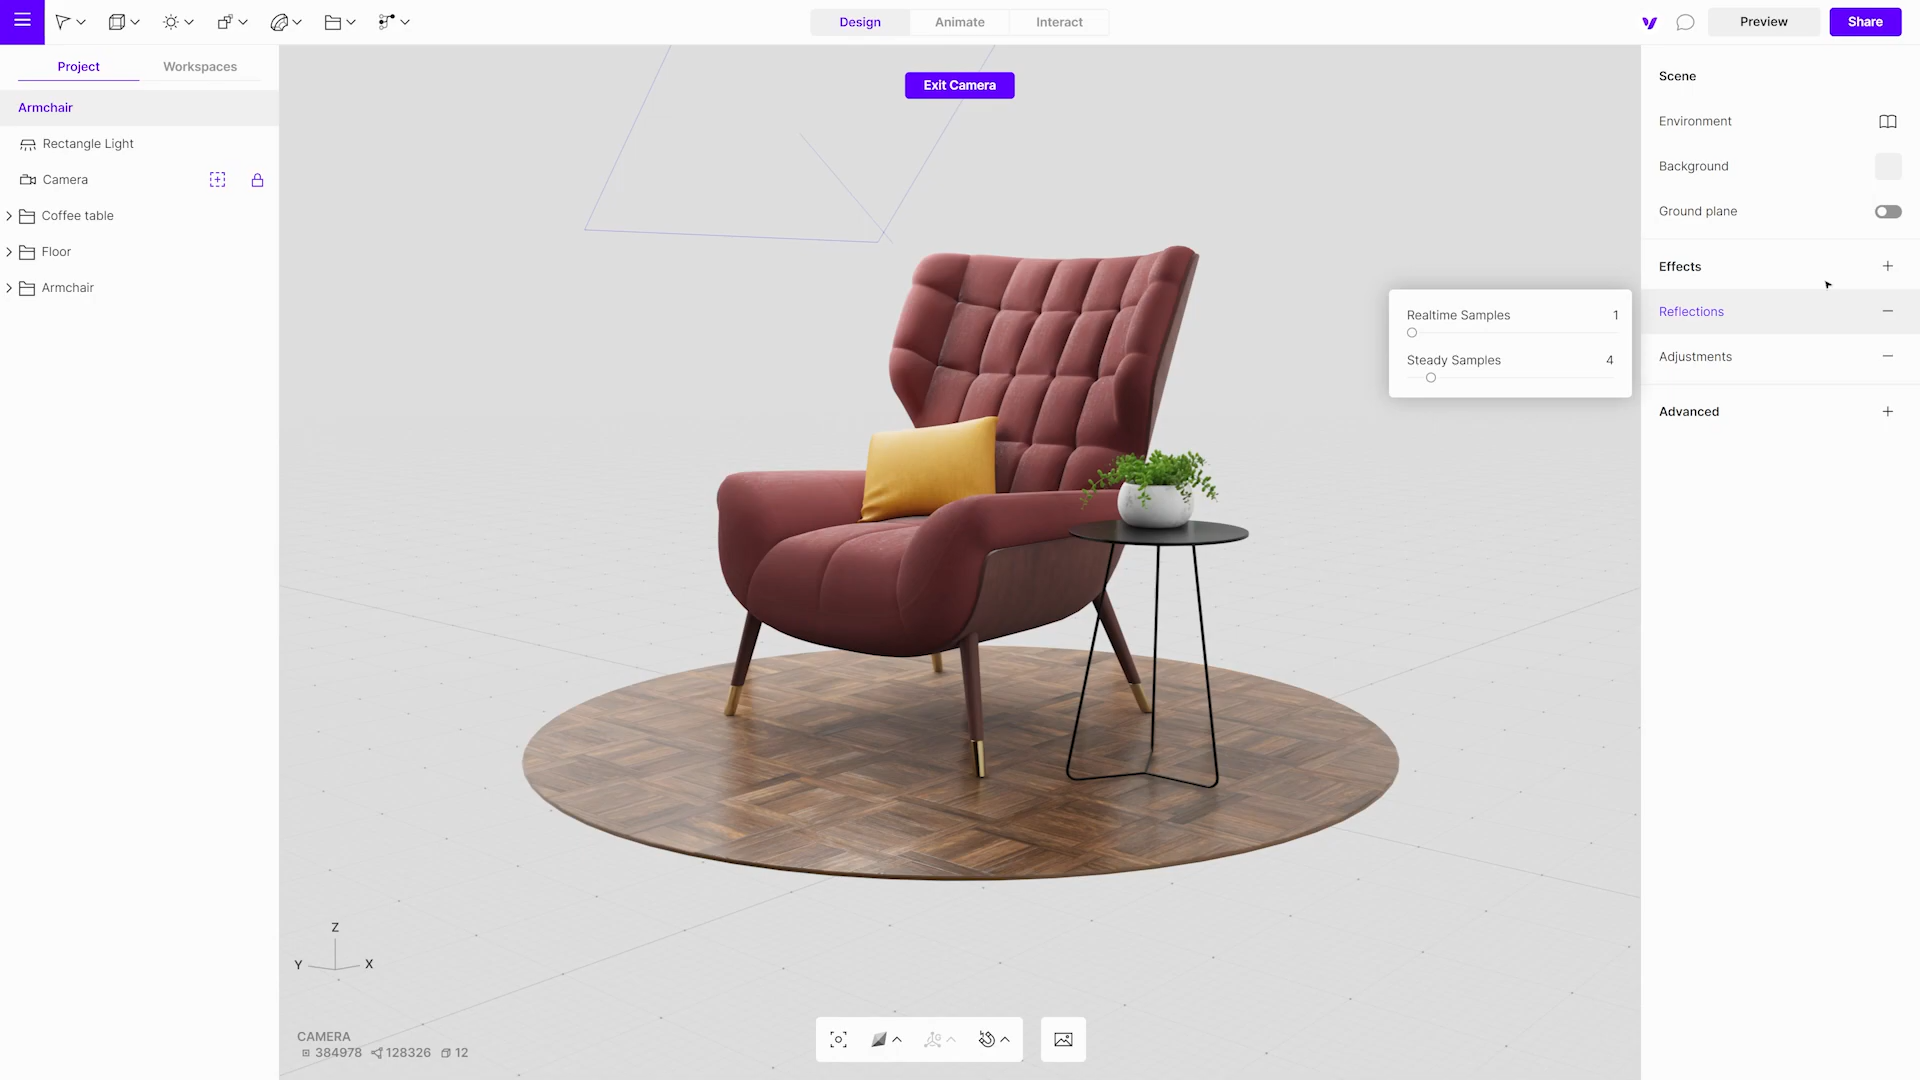 Design
Animate
Interact
Preview
Share
Project
Workspaces
Armchair
Rectangle Light
Camera
Coffee table
Floor
Armchair
Exit Camera
Scene
Environment
Background
Ground plane
Effects
Reflections
Adjustments
Advanced
Realtime Samples 1
Steady Samples 4
Z
Y
X
CAMERA
384978 128326 12